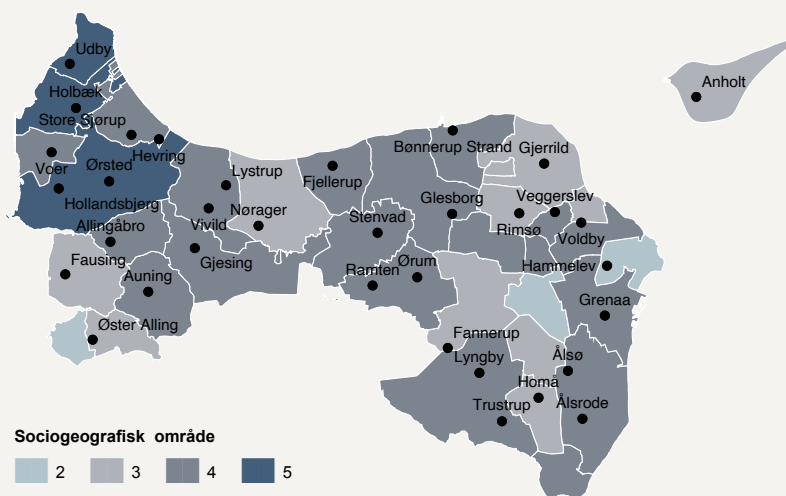 Udby
Anholt
Holbæk
Store Sjørup
Bønnerup Strand
Gjerrild
Hevring
Voer
Ørsted
Lystrup
Fjellerup
Hollandsbjerg
Glesborg
Veggerslev
Allingåbro
Vivild
Nørager
Stenvad
Rimsø
Voldby
Fausing
Gjesing
Ramten
Ørum
Hammelev
Auning
Grenaa
Øster Alling
Fannerup
Lyngby
Ålsø
Homå
Trustrup
Ålsrode
Sociogeografisk område
2 3 4 5